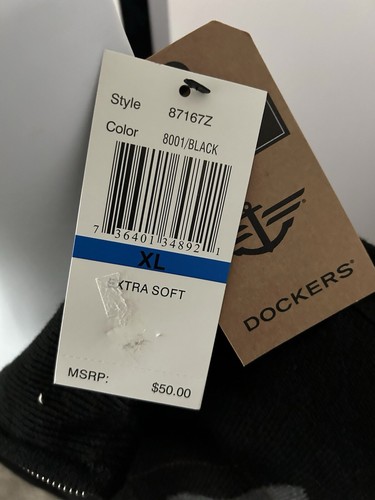 Style 87167Z
Color 8001/BLACK
7 36401 34892 1
XL
EXTRA SOFT
MSRP: $50.00
DOCKERS®